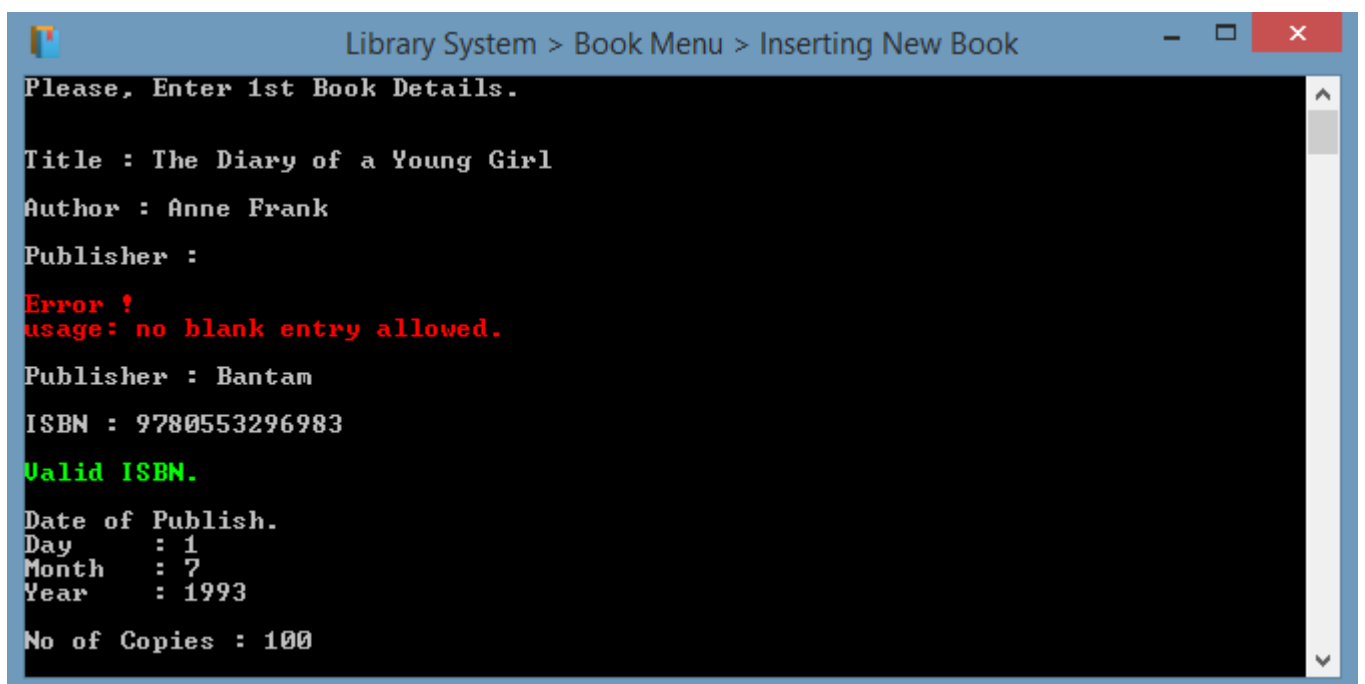 Library System > Book Menu > Inserting New Book
Please, Enter 1st Book Details.
Title : The Diary of a Young Girl
Author : Anne Frank
Publisher :
Error !
usage: no blank entry allowed.
Publisher : Bantam
ISBN : 9780553296983
Valid ISBN.
Date of Publish.
Day : 1
Month : 7
Year : 1993
No of Copies : 100